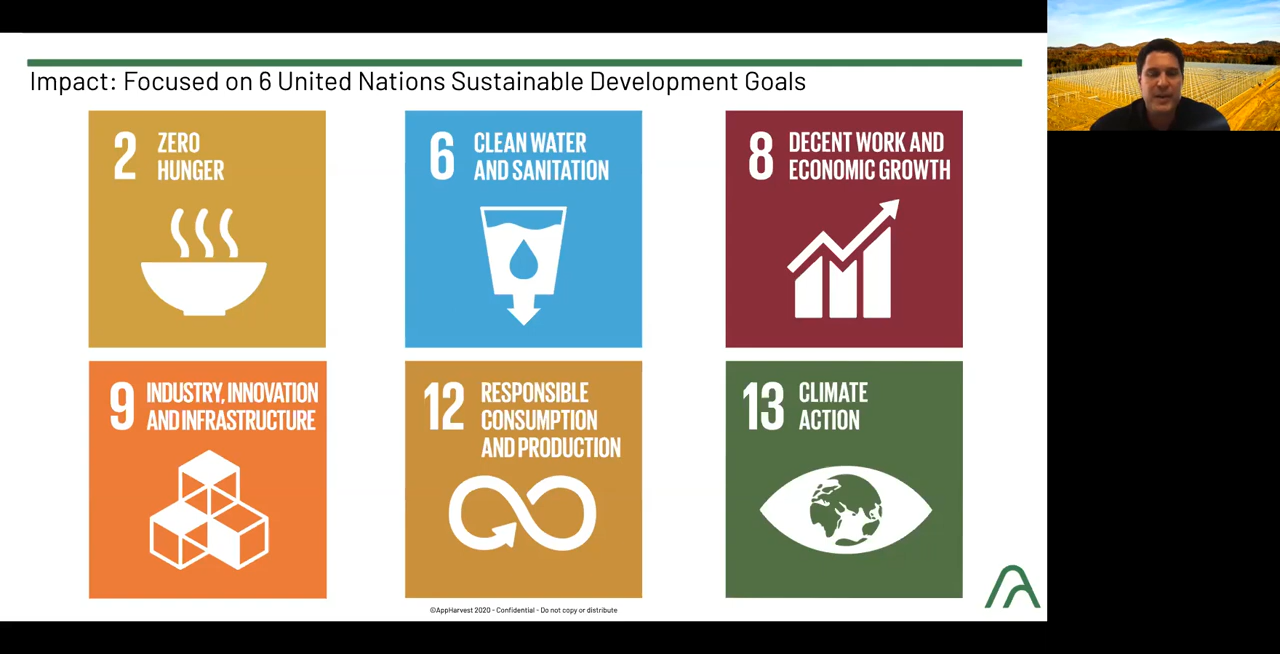 Impact: Focused on 6 United Nations Sustainable Development Goals
2 ZERO
HUNGER
6 CLEAN WATER
AND SANITATION
8 DECENT WORK AND
ECONOMIC GROWTH
9 INDUSTRY, INNOVATION
AND INFRASTRUCTURE
12 RESPONSIBLE
CONSUMPTION
AND PRODUCTION
13 CLIMATE
ACTION
©AppHarvest 2020 - Confidential - Do not copy or distribute